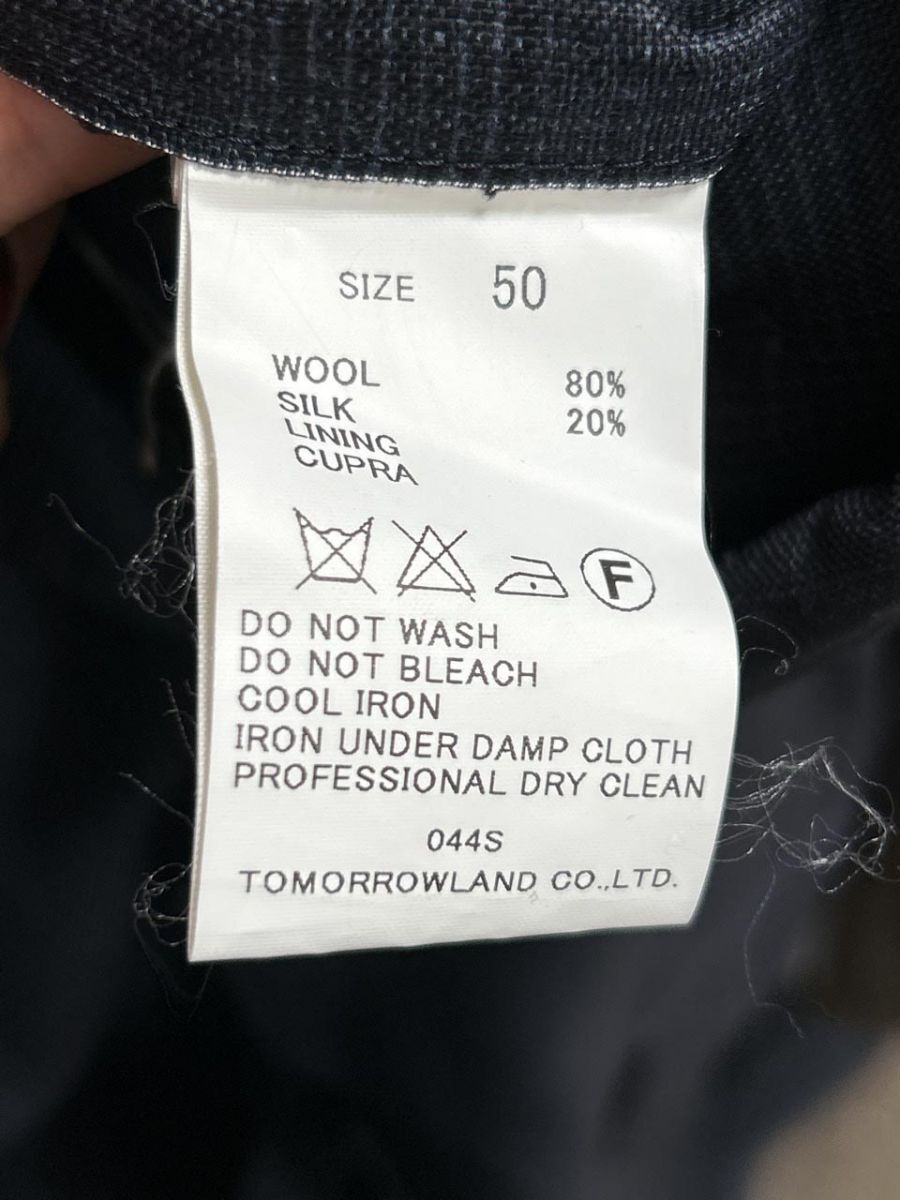 SIZE 50
WOOL 80%
SILK 20%
LINING
CUPRA
F
DO NOT WASH
DO NOT BLEACH
COOL IRON
IRON UNDER DAMP CLOTH
PROFESSIONAL DRY CLEAN
044S
TOMORROWLAND CO.,LTD.